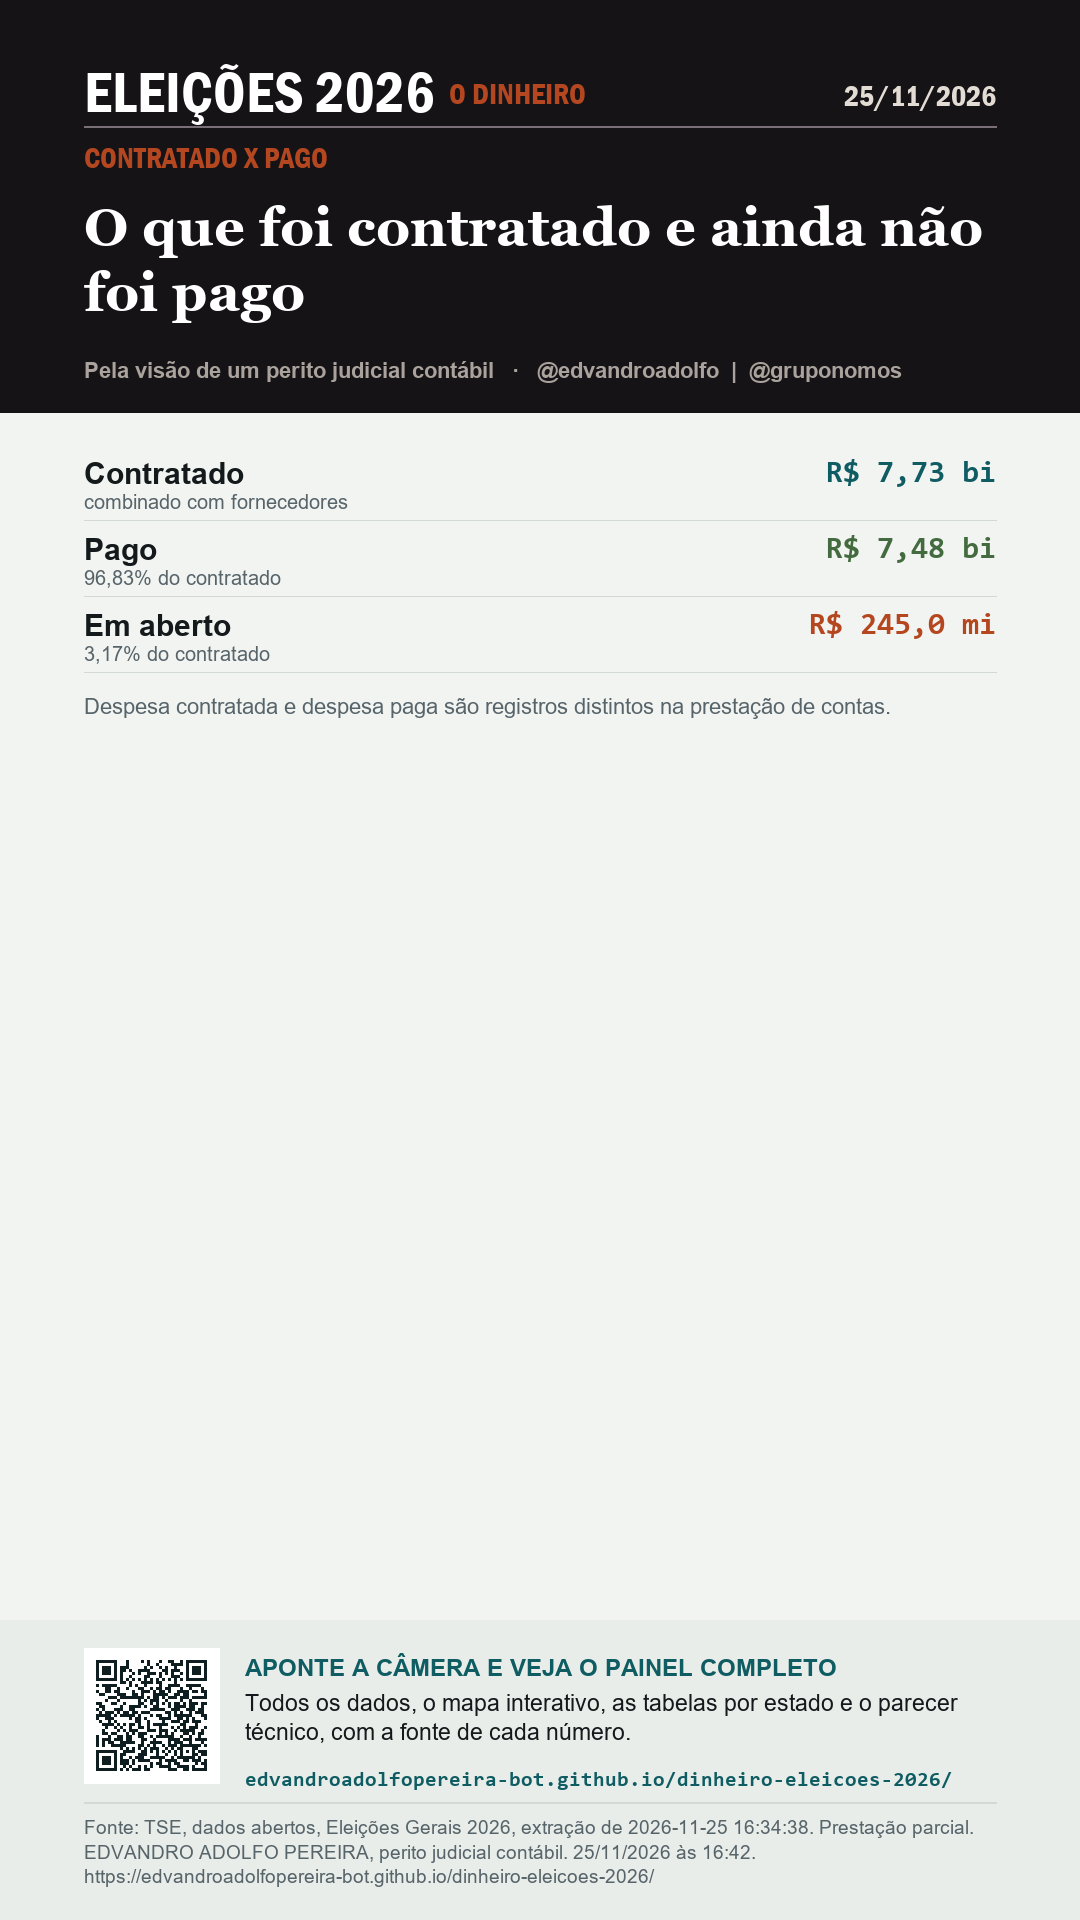 ELEIÇÕES 2026 O DINHEIRO 25/11/2026
CONTRATADO X PAGO
O que foi contratado e ainda não
foi pago
Pela visão de um perito judicial contábil · @edvandroadolfo | @gruponomos
Contratado R$ 7,73 bi
combinado com fornecedores
Pago R$ 7,48 bi
96,83% do contratado
Em aberto R$ 245,0 mi
3,17% do contratado
Despesa contratada e despesa paga são registros distintos na prestação de contas.
APONTE A CÂMERA E VEJA O PAINEL COMPLETO
Todos os dados, o mapa interativo, as tabelas por estado e o parecer
técnico, com a fonte de cada número.
edvandroadolfopereira-bot.github.io/dinheiro-eleicoes-2026/
Fonte: TSE, dados abertos, Eleições Gerais 2026, extração de 2026-11-25 16:34:38. Prestação parcial.
EDVANDRO ADOLFO PEREIRA, perito judicial contábil. 25/11/2026 às 16:42.
https://edvandroadolfopereira-bot.github.io/dinheiro-eleicoes-2026/